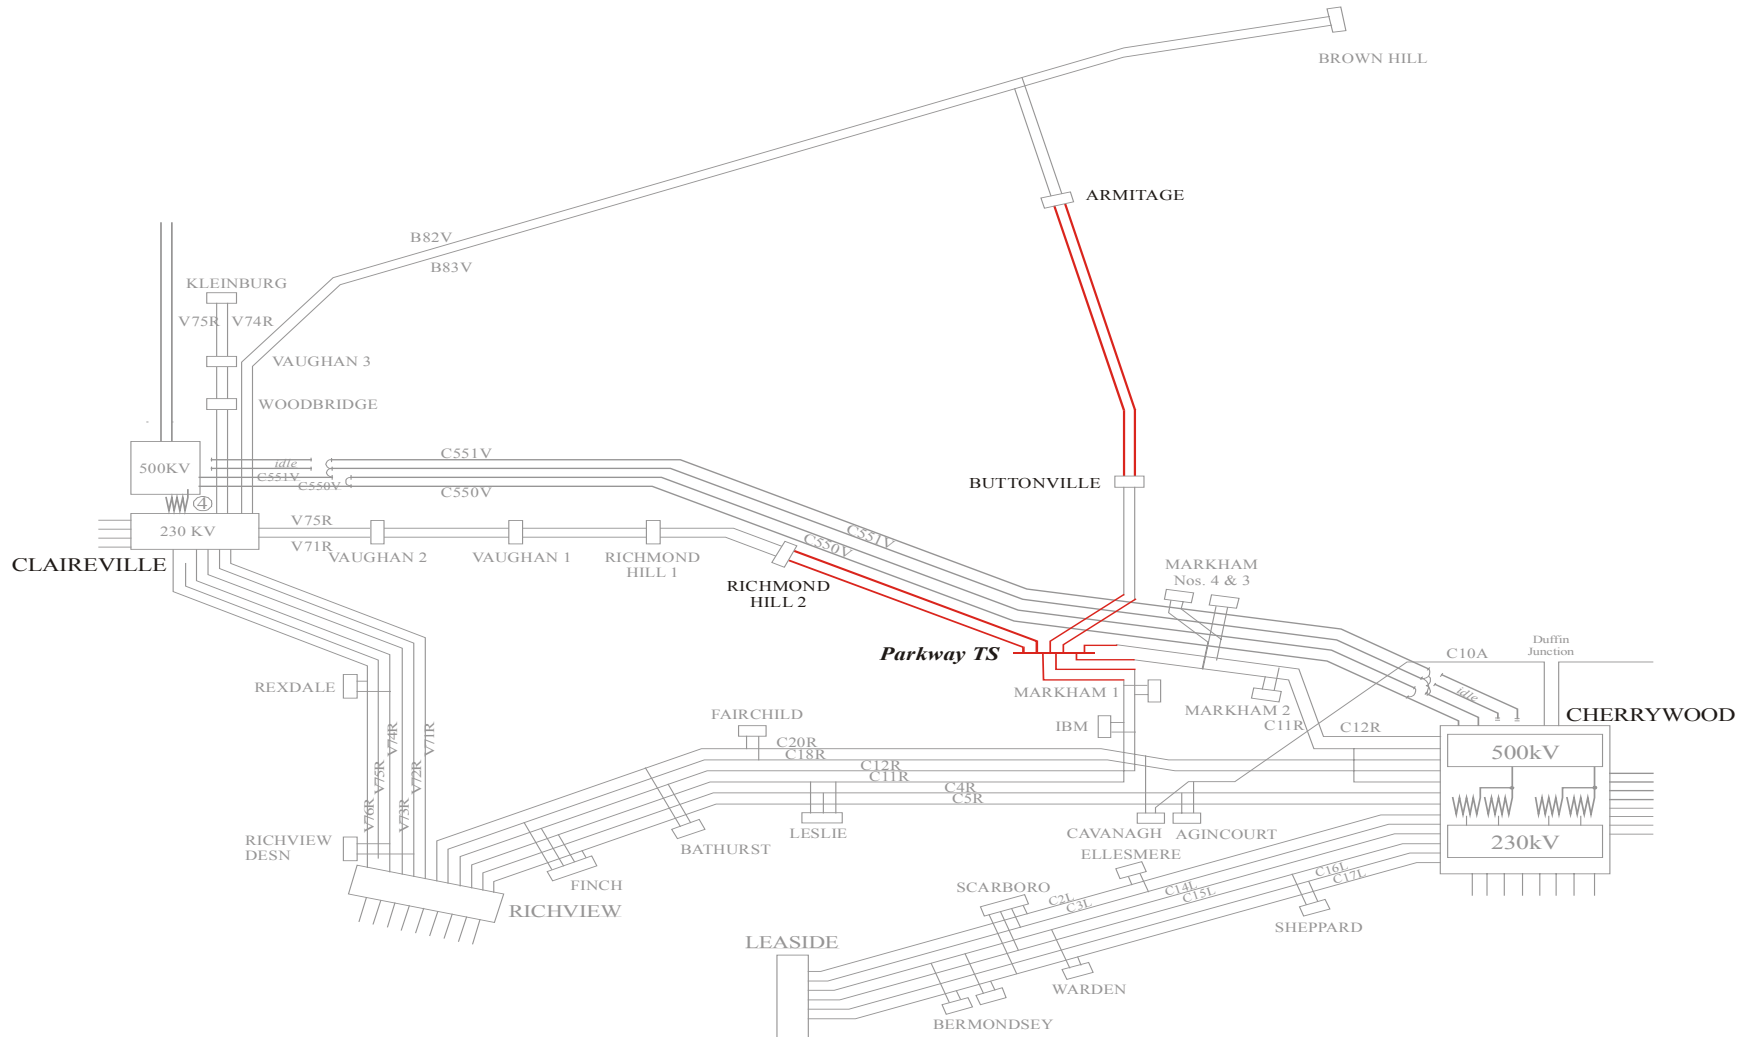 BROWN HILL
ARMITAGE
B82V
B83V
KLEINBURG
V75R
V74R
VAUGHAN 3
WOODBRIDGE
500KV
idle
C551V
C551V
C550V
C550V
④
230 KV
CLAIREVILLE
V75R
V71R
VAUGHAN 2
VAUGHAN 1
RICHMOND
HILL 1
C551V
C550V
BUTTONVILLE
RICHMOND
HILL 2
MARKHAM
Nos. 4 & 3
Parkway TS
Duffin
Junction
C10A
idle
MARKHAM 1
MARKHAM 2
C11R
C12R
CHERRYWOOD
500kV
230kV
REXDALE
V74R
V71R
V75R
V72R
V76R
V73R
RICHVIEW
DESN
RICHVIEW
FAIRCHILD
IBM
C20R
C18R
C12R
C11R
C4R
C5R
LESLIE
BATHURST
FINCH
CAVANAGH
AGINCOURT
ELLESMERE
SCARBORO
C2L
C3L
C14L
C15L
C16L
C17L
SHEPPARD
LEASIDE
WARDEN
BERMONDSEY